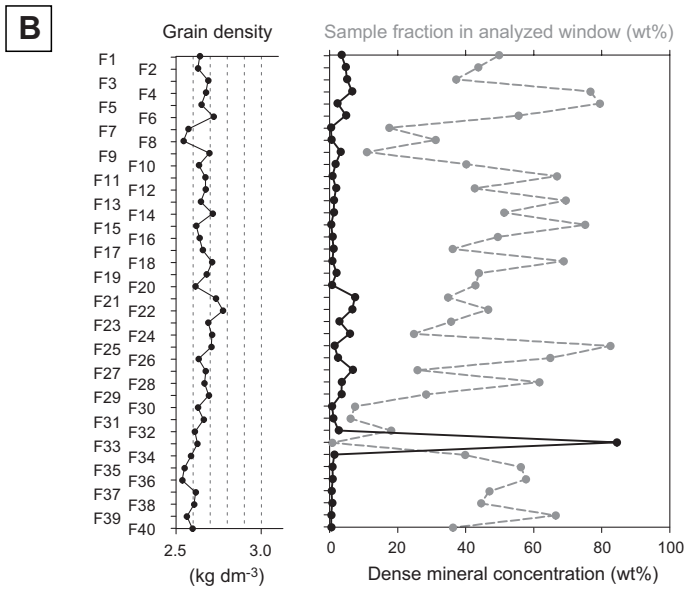 B
Grain density
Sample fraction in analyzed window (wt%)
F1
F2
F3
F4
F5
F6
F7
F8
F9
F10
F11
F12
F13
F14
F15
F16
F17
F18
F19
F20
F21
F22
F23
F24
F25
F26
F27
F28
F29
F30
F31
F32
F33
F34
F35
F36
F37
F38
F39
F40
2.5 3.0
0 20 40 60 80 100
(kg dm-3)
Dense mineral concentration (wt%)